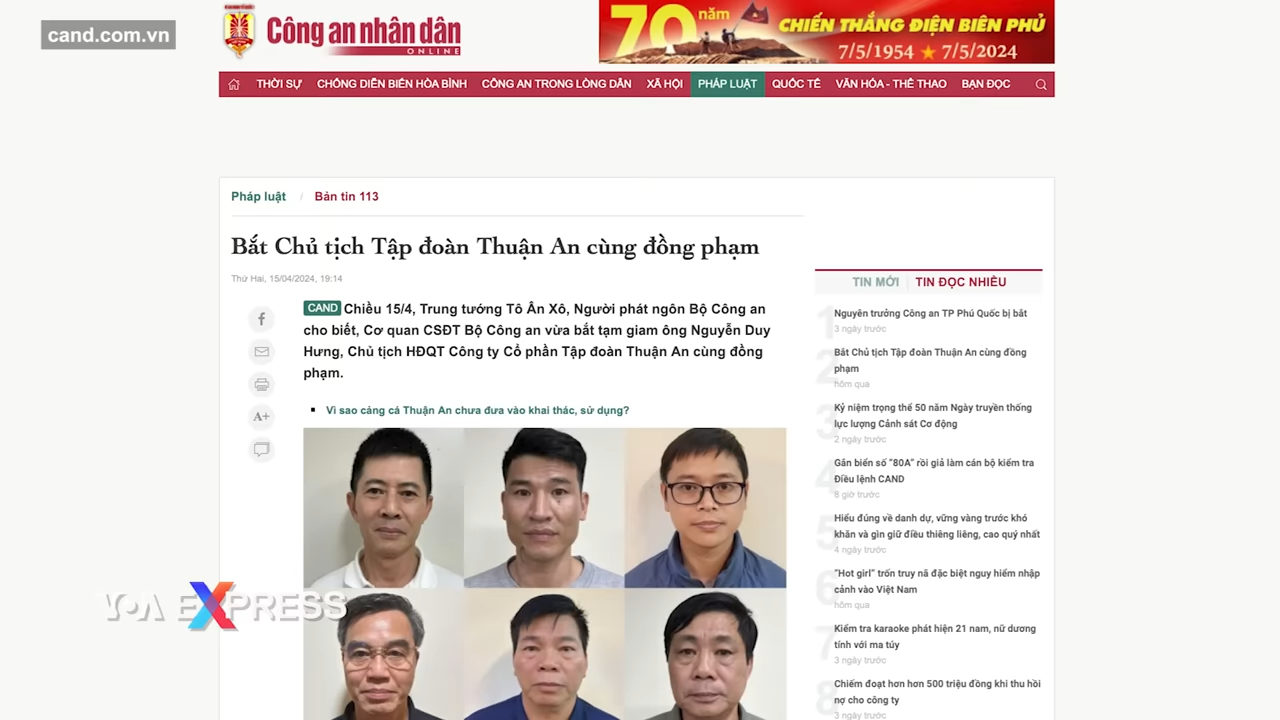 cand.com.vn
Công an nhân dân
ONLINE
70 năm
CHIẾN THẮNG ĐIỆN BIÊN PHỦ
7/5/1954 ★ 7/5/2024
THỜI SỰ CHỐNG DIỄN BIẾN HÒA BÌNH CÔNG AN TRONG LÒNG DÂN XÃ HỘI PHÁP LUẬT QUỐC TẾ VĂN HÓA - THỂ THAO BẠN ĐỌC
Pháp luật / Bản tin 113
Bắt Chủ tịch Tập đoàn Thuận An cùng đồng phạm
Thứ Hai, 15/04/2024, 19:14
CAND Chiều 15/4, Trung tướng Tô Ân Xô, Người phát ngôn Bộ Công an
cho biết, Cơ quan CSĐT Bộ Công an vừa bắt tạm giam ông Nguyễn Duy
Hưng, Chủ tịch HĐQT Công ty Cổ phần Tập đoàn Thuận An cùng đồng
phạm.
A+
Vì sao cảng cá Thuận An chưa đưa vào khai thác, sử dụng?
TIN MỚI TIN ĐỌC NHIỀU
1 Nguyên trưởng Công an TP Phú Quốc bị bắt
3 ngày trước
2 Bắt Chủ tịch Tập đoàn Thuận An cùng đồng
phạm
hôm qua
3 Kỷ niệm trọng thể 50 năm Ngày truyền thống
lực lượng Cảnh sát Cơ động
2 ngày trước
4 Gắn biển số "80A" rồi giả làm cán bộ kiểm tra
Điều lệnh CAND
8 giờ trước
5 Hiểu đúng về danh dự, vững vàng trước khó
khăn và gìn giữ điều thiêng liêng, cao quý nhất
4 ngày trước
6 "Hot girl" trốn truy nã đặc biệt nguy hiểm nhập
cảnh vào Việt Nam
hôm qua
7 Kiểm tra karaoke phát hiện 21 nam, nữ dương
tính với ma túy
3 ngày trước
8 Chiếm đoạt hơn hơn 500 triệu đồng khi thu hồi
nợ cho công ty
3 ngày trước
VOA EXPRESS